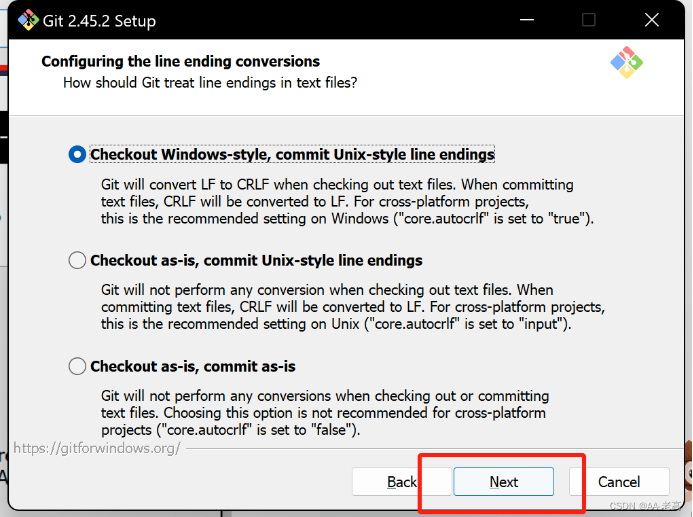 Git 2.45.2 Setup
Configuring the line ending conversions
How should Git treat line endings in text files?
Checkout Windows-style, commit Unix-style line endings
Git will convert LF to CRLF when checking out text files. When committing
text files, CRLF will be converted to LF. For cross-platform projects,
this is the recommended setting on Windows ("core.autocrlf" is set to "true").
Checkout as-is, commit Unix-style line endings
Git will not perform any conversion when checking out text files. When
committing text files, CRLF will be converted to LF. For cross-platform projects,
this is the recommended setting on Unix ("core.autocrlf" is set to "input").
Checkout as-is, commit as-is
Git will not perform any conversions when checking out or committing
text files. Choosing this option is not recommended for cross-platform
projects ("core.autocrlf" is set to "false").
https://gitforwindows.org/
Back
Next
Cancel
CSDN @AA.老高